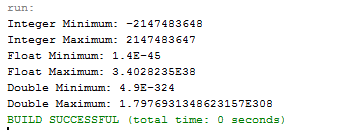 run:
Integer Minimum: -2147483648
Integer Maximum: 2147483647
Float Minimum: 1.4E-45
Float Maximum: 3.4028235E38
Double Minimum: 4.9E-324
Double Maximum: 1.7976931348623157E308
BUILD SUCCESSFUL (total time: 0 seconds)